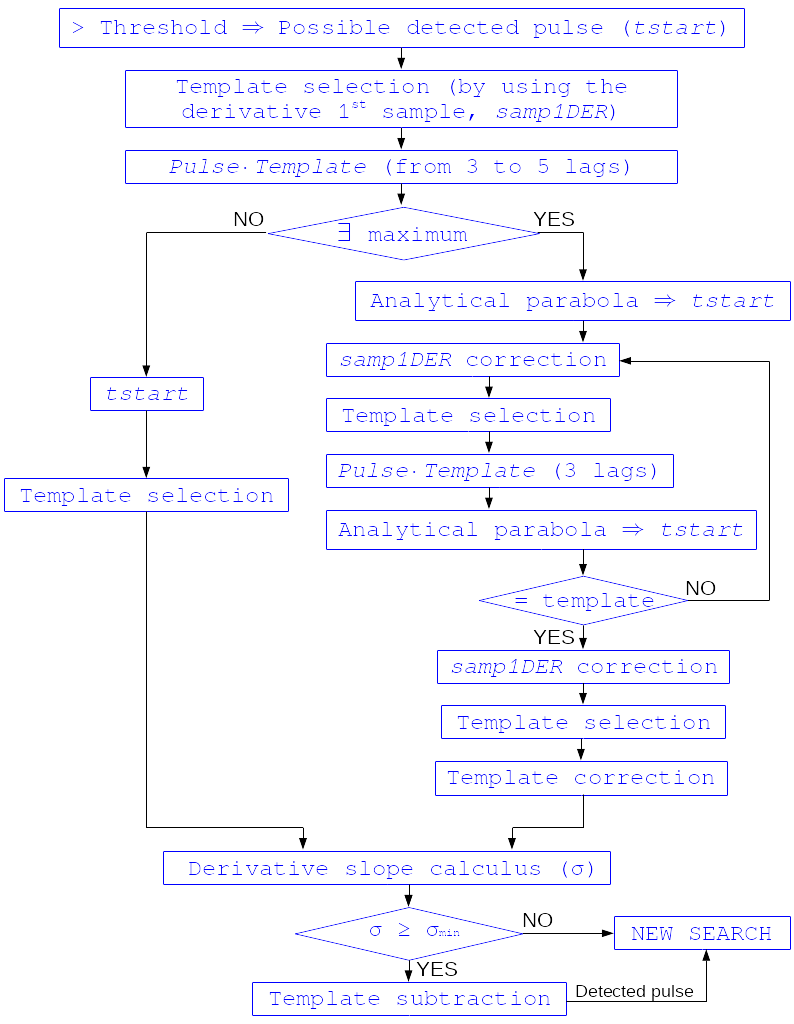 > Threshold ⇒ Possible detected pulse (tstart)
Template selection (by using the
derivative 1st sample, samp1DER)
Pulse·Template (from 3 to 5 lags)
NO
YES
∃ maximum
Analytical parabola ⇒ tstart
samp1DER correction
tstart
Template selection
Pulse·Template (3 lags)
Template selection
Analytical parabola ⇒ tstart
NO
= template
YES
samp1DER correction
Template selection
Template correction
Derivative slope calculus (σ)
NO
σ ≥ σmin
NEW SEARCH
YES
Template subtraction
Detected pulse